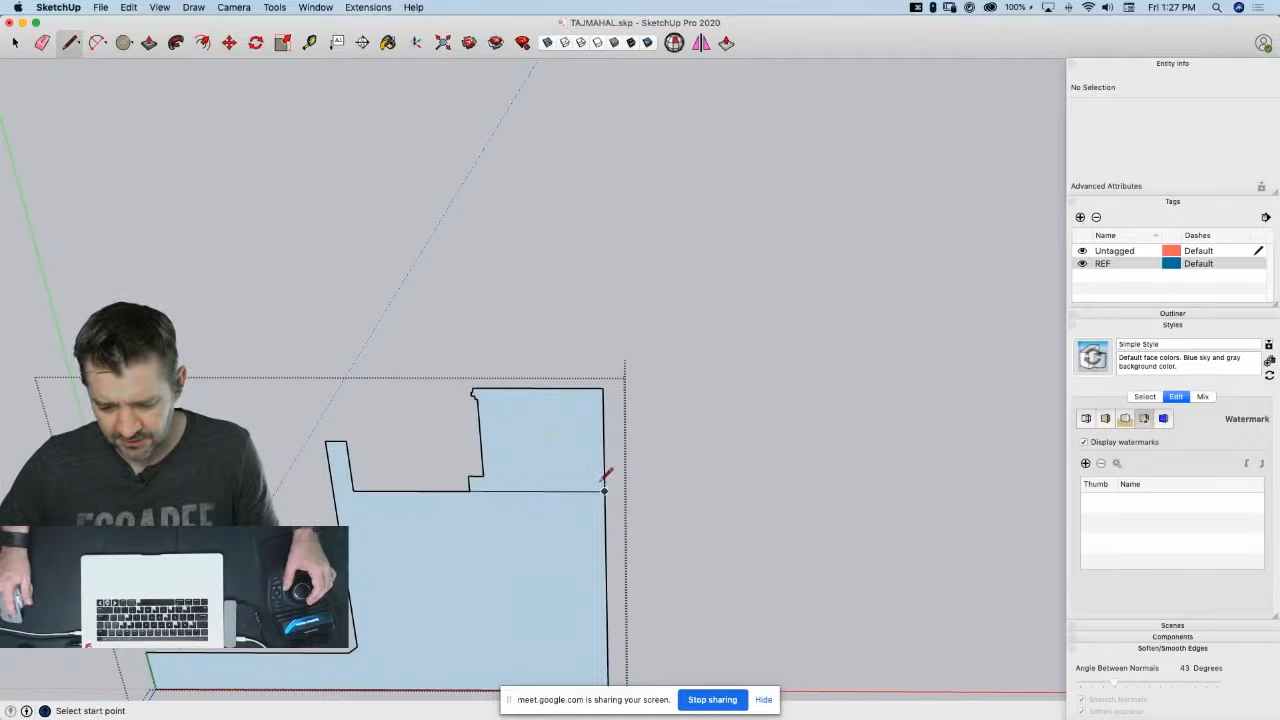 SketchUp File Edit View Draw Camera Tools Window Extensions Help
100% Fri 1:27 PM
TAJMAHAL.skp — SketchUp Pro 2020
Entity Info
No Selection
Advanced Attributes
Tags
Name Dashes
Untagged Default
REF Default
Outliner
Styles
Simple Style
Default face colors. Blue sky and gray
background color.
Select Edit Mix
Watermark
Display watermarks
Thumb Name
Scenes
Components
Soften/Smooth Edges
Angle Between Normals 43 Degrees
Smooth Normals
Soften coplanar
meet.google.com is sharing your screen. Stop sharing Hide
Select start point